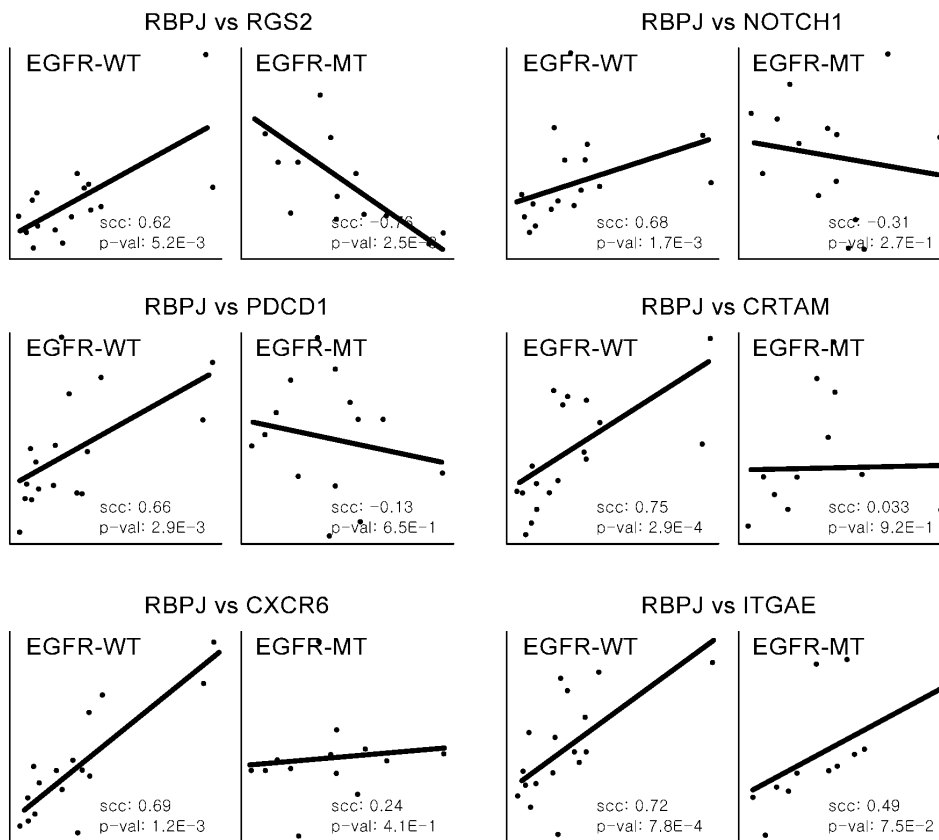 RBPJ vs RGS2
RBPJ vs NOTCH1
EGFR-WT
EGFR-MT
EGFR-WT
EGFR-MT
scc: 0.62
p-val: 5.2E-3
scc: -0.76
p-val: 2.5E-3
scc: 0.68
p-val: 1.7E-3
scc: -0.31
p-val: 2.7E-1
RBPJ vs PDCD1
RBPJ vs CRTAM
EGFR-WT
EGFR-MT
EGFR-WT
EGFR-MT
scc: 0.66
p-val: 2.9E-3
scc: -0.13
p-val: 6.5E-1
scc: 0.75
p-val: 2.9E-4
scc: 0.033
p-val: 9.2E-1
RBPJ vs CXCR6
RBPJ vs ITGAE
EGFR-WT
EGFR-MT
EGFR-WT
EGFR-MT
scc: 0.69
p-val: 1.2E-3
scc: 0.24
p-val: 4.1E-1
scc: 0.72
p-val: 7.8E-4
scc: 0.49
p-val: 7.5E-2